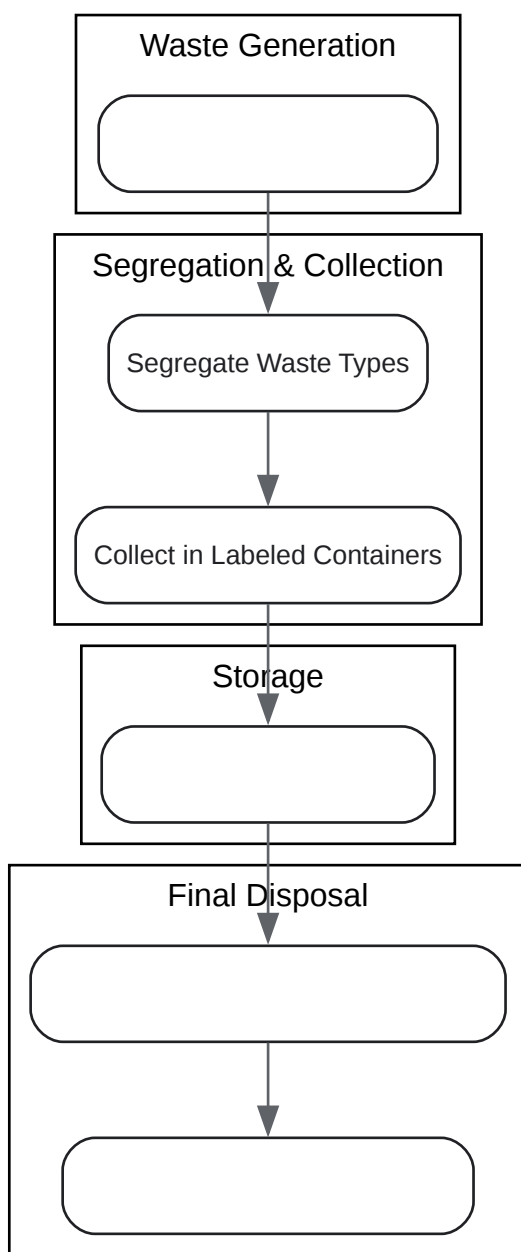 Waste Generation
Segregation & Collection
Segregate Waste Types
Collect in Labeled Containers
Storage
Final Disposal